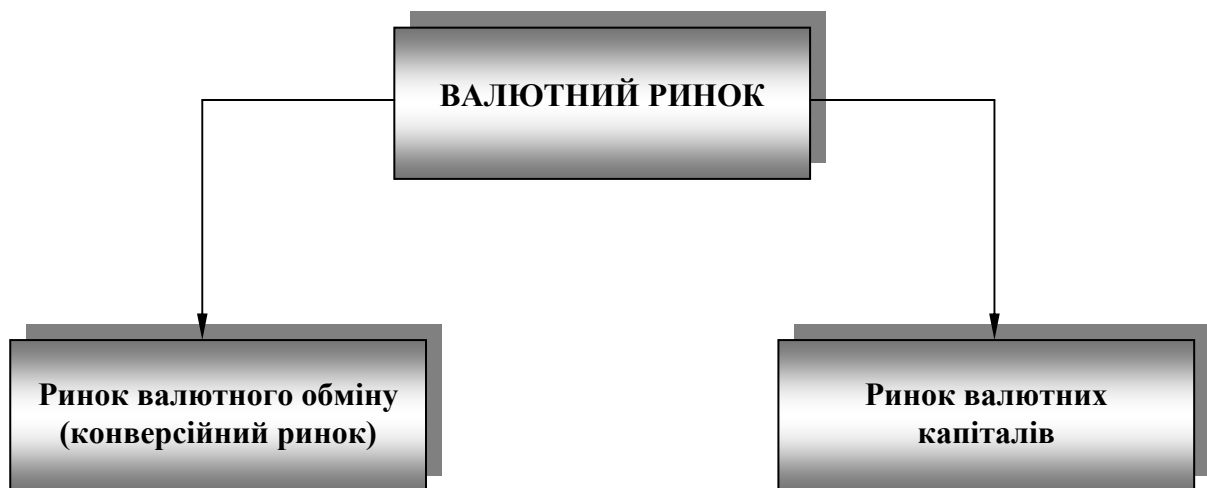 ВАЛЮТНИЙ РИНОК
Ринок валютного обміну
(конверсійний ринок)
Ринок валютних
капіталів